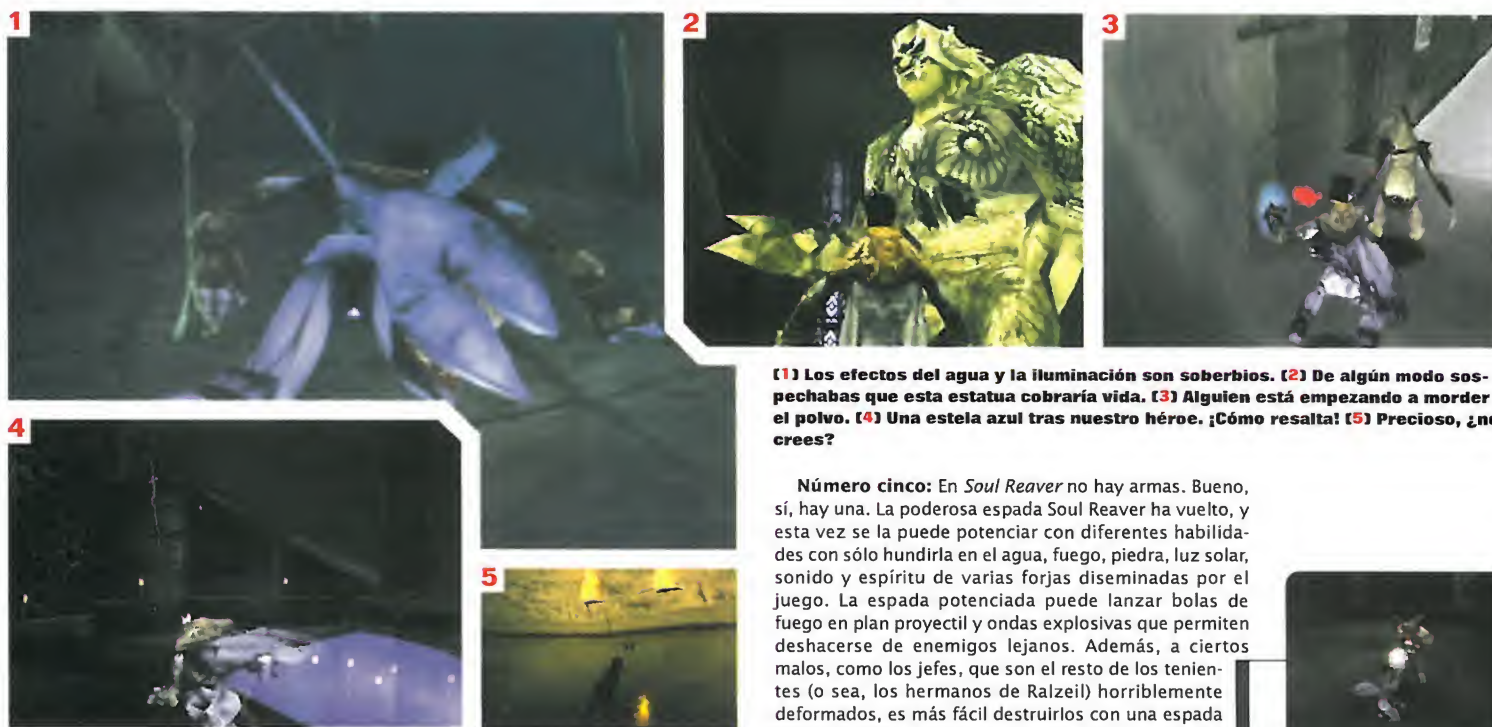 1
2
3
4
5
[1] Los efectos del agua y la iluminación son soberbios. [2] De algún modo sos-
pechabas que esta estatua cobraría vida. [3] Alguien está empezando a morder
el polvo. [4] Una estela azul tras nuestro héroe. ¡Cómo resalta! [5] Precioso, ¿no
crees?
Número cinco: En Soul Reaver no hay armas. Bueno,
sí, hay una. La poderosa espada Soul Reaver ha vuelto, y
esta vez se la puede potenciar con diferentes habilida-
des con sólo hundirla en el agua, fuego, piedra, luz solar,
sonido y espíritu de varias forjas diseminadas por el
juego. La espada potenciada puede lanzar bolas de
fuego en plan proyectil y ondas explosivas que permiten
deshacerse de enemigos lejanos. Además, a ciertos
malos, como los jefes, que son el resto de los tenien-
tes (o sea, los hermanos de Ralzeil) horriblemente
deformados, es más fácil destruirlos con una espada